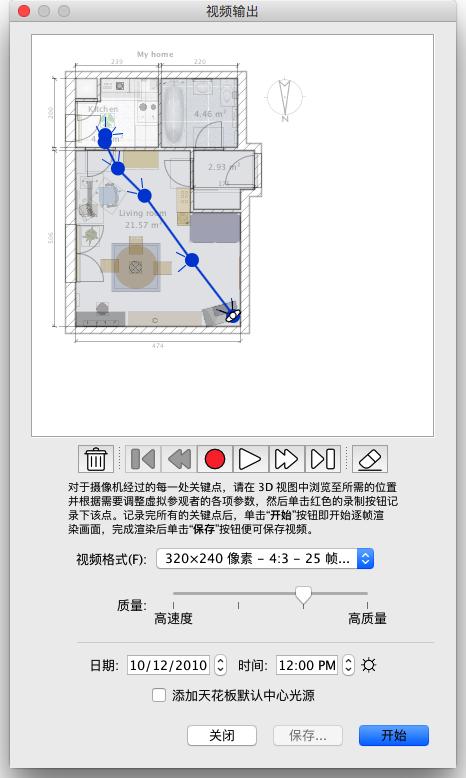 视频输出
My home
239
220
200
Kitchen
4.46 m²
2.93 m²
175
Living room
21.57 m²
506
474
N
对于摄像机经过的每一处关键点，请在 3D 视图中浏览至所需的位置
并根据需要调整虚拟参观者的各项参数，然后单击红色的录制按钮记
录下该点。记录完所有的关键点后，单击"开始"按钮即开始逐帧渲
染画面，完成渲染后单击"保存"按钮便可保存视频。
视频格式(F): 320×240 像素 – 4:3 – 25 帧...
质量:
高速度 高质量
日期: 10/12/2010 时间: 12:00 PM
添加天花板默认中心光源
关闭 保存... 开始